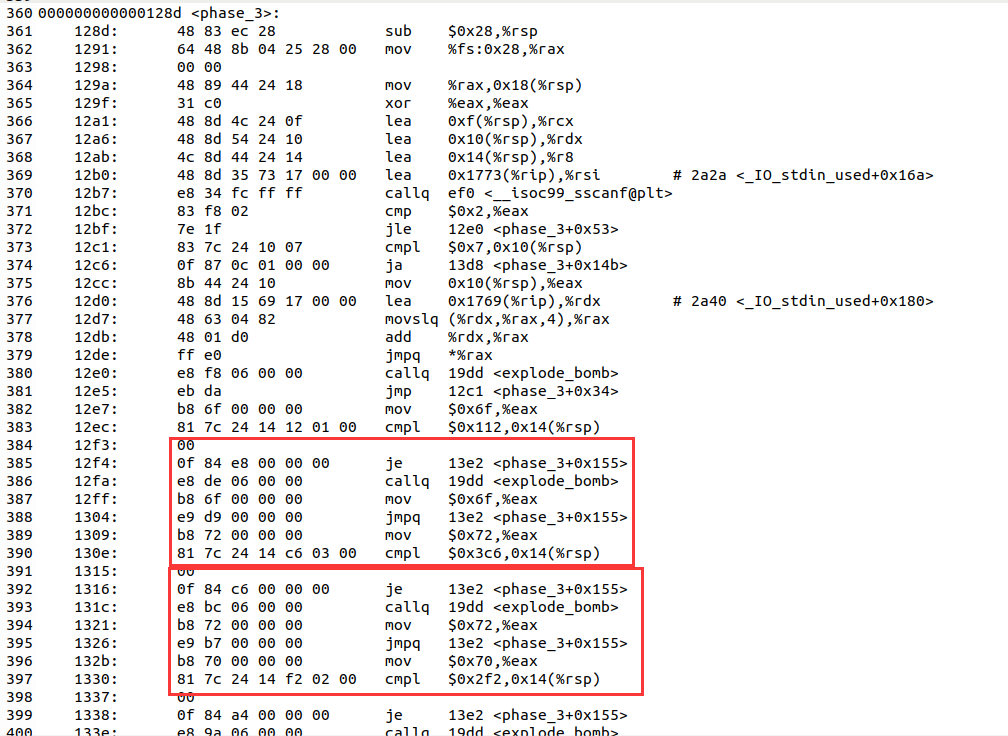 360 000000000000128d <phase_3>:
361 128d: 48 83 ec 28 sub $0x28,%rsp
362 1291: 64 48 8b 04 25 28 00 mov %fs:0x28,%rax
363 1298: 00 00
364 129a: 48 89 44 24 18 mov %rax,0x18(%rsp)
365 129f: 31 c0 xor %eax,%eax
366 12a1: 48 8d 4c 24 0f lea 0xf(%rsp),%rcx
367 12a6: 48 8d 54 24 10 lea 0x10(%rsp),%rdx
368 12ab: 4c 8d 44 24 14 lea 0x14(%rsp),%r8
369 12b0: 48 8d 35 73 17 00 00 lea 0x1773(%rip),%rsi # 2a2a <_IO_stdin_used+0x16a>
370 12b7: e8 34 fc ff ff callq ef0 <__isoc99_sscanf@plt>
371 12bc: 83 f8 02 cmp $0x2,%eax
372 12bf: 7e 1f jle 12e0 <phase_3+0x53>
373 12c1: 83 7c 24 10 07 cmpl $0x7,0x10(%rsp)
374 12c6: 0f 87 0c 01 00 00 ja 13d8 <phase_3+0x14b>
375 12cc: 8b 44 24 10 mov 0x10(%rsp),%eax
376 12d0: 48 8d 15 69 17 00 00 lea 0x1769(%rip),%rdx # 2a40 <_IO_stdin_used+0x180>
377 12d7: 48 63 04 82 movslq (%rdx,%rax,4),%rax
378 12db: 48 01 d0 add %rdx,%rax
379 12de: ff e0 jmpq *%rax
380 12e0: e8 f8 06 00 00 callq 19dd <explode_bomb>
381 12e5: eb da jmp 12c1 <phase_3+0x34>
382 12e7: b8 6f 00 00 00 mov $0x6f,%eax
383 12ec: 81 7c 24 14 12 01 00 cmpl $0x112,0x14(%rsp)
384 12f3: 00
385 12f4: 0f 84 e8 00 00 00 je 13e2 <phase_3+0x155>
386 12fa: e8 de 06 00 00 callq 19dd <explode_bomb>
387 12ff: b8 6f 00 00 00 mov $0x6f,%eax
388 1304: e9 d9 00 00 00 jmpq 13e2 <phase_3+0x155>
389 1309: b8 72 00 00 00 mov $0x72,%eax
390 130e: 81 7c 24 14 c6 03 00 cmpl $0x3c6,0x14(%rsp)
391 1315: 00
392 1316: 0f 84 c6 00 00 00 je 13e2 <phase_3+0x155>
393 131c: e8 bc 06 00 00 callq 19dd <explode_bomb>
394 1321: b8 72 00 00 00 mov $0x72,%eax
395 1326: e9 b7 00 00 00 jmpq 13e2 <phase_3+0x155>
396 132b: b8 70 00 00 00 mov $0x70,%eax
397 1330: 81 7c 24 14 f2 02 00 cmpl $0x2f2,0x14(%rsp)
398 1337: 00
399 1338: 0f 84 a4 00 00 00 je 13e2 <phase_3+0x155>
400 133e: e8 9a 06 00 00 callq 19dd <explode_bomb>